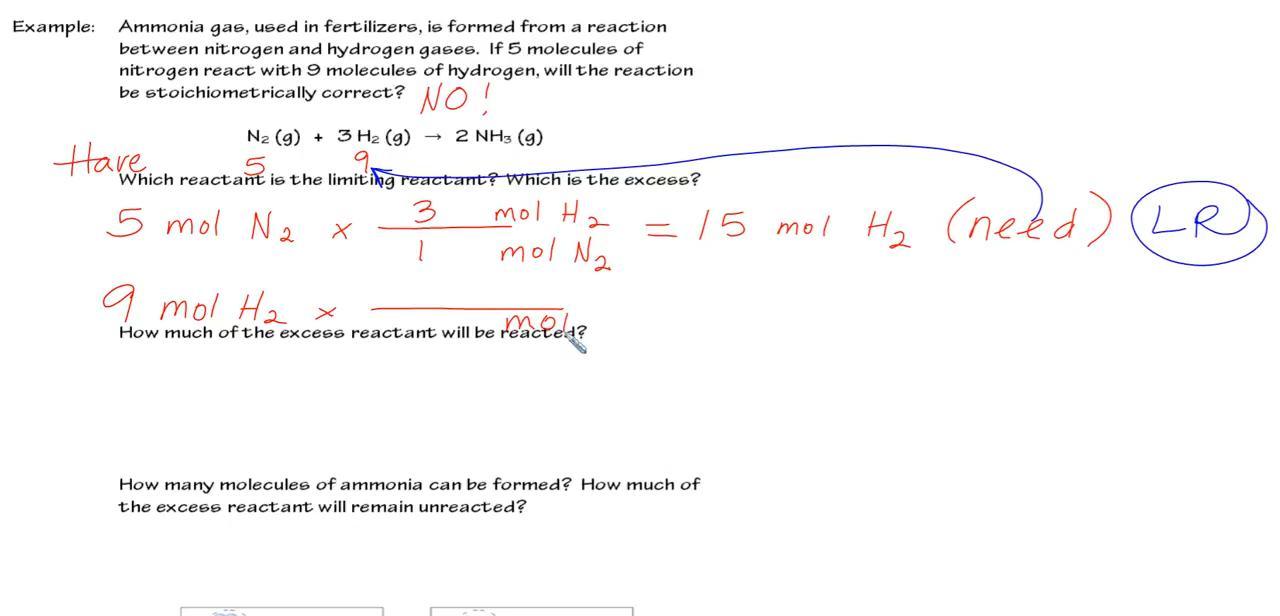 Example: Ammonia gas, used in fertilizers, is formed from a reaction
between nitrogen and hydrogen gases. If 5 molecules of
nitrogen react with 9 molecules of hydrogen, will the reaction
be stoichiometrically correct? NO!
N₂ (g) + 3 H₂ (g) → 2 NH₃ (g)
Have 5 9
Which reactant is the limiting reactant? Which is the excess?
5 mol N₂ × 3 mol H₂ / 1 mol N₂ = 15 mol H₂ (need) LR
9 mol H₂ × mol
How much of the excess reactant will be reacted?
How many molecules of ammonia can be formed? How much of
the excess reactant will remain unreacted?